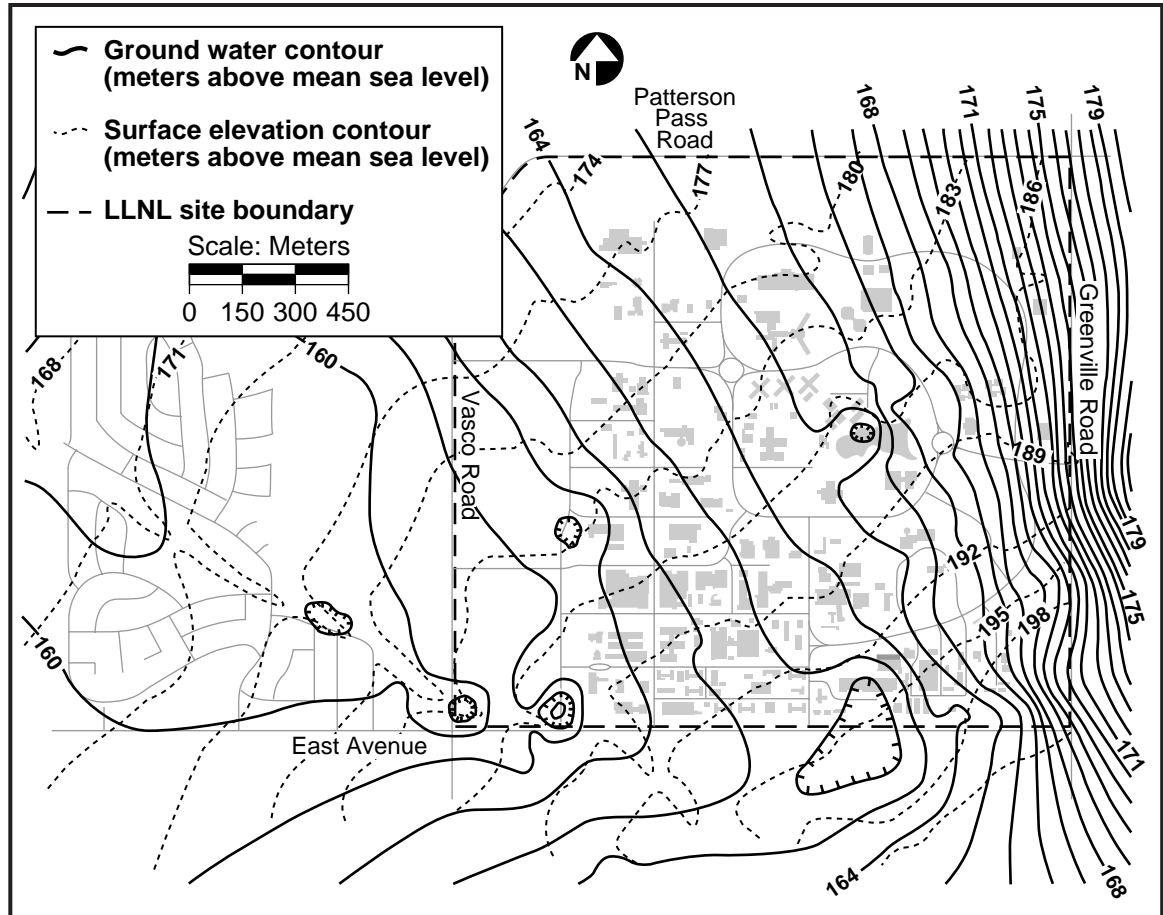 Ground water contour
(meters above mean sea level)
Surface elevation contour
(meters above mean sea level)
LLNL site boundary
Scale: Meters
0 150 300 450
N
Patterson
Pass
Road
164
174
177
180
168
171
175
179
183
186
Greenville Road
168
171
160
Vasco Road
189
192
179
175
195
198
160
East Avenue
171
164
168